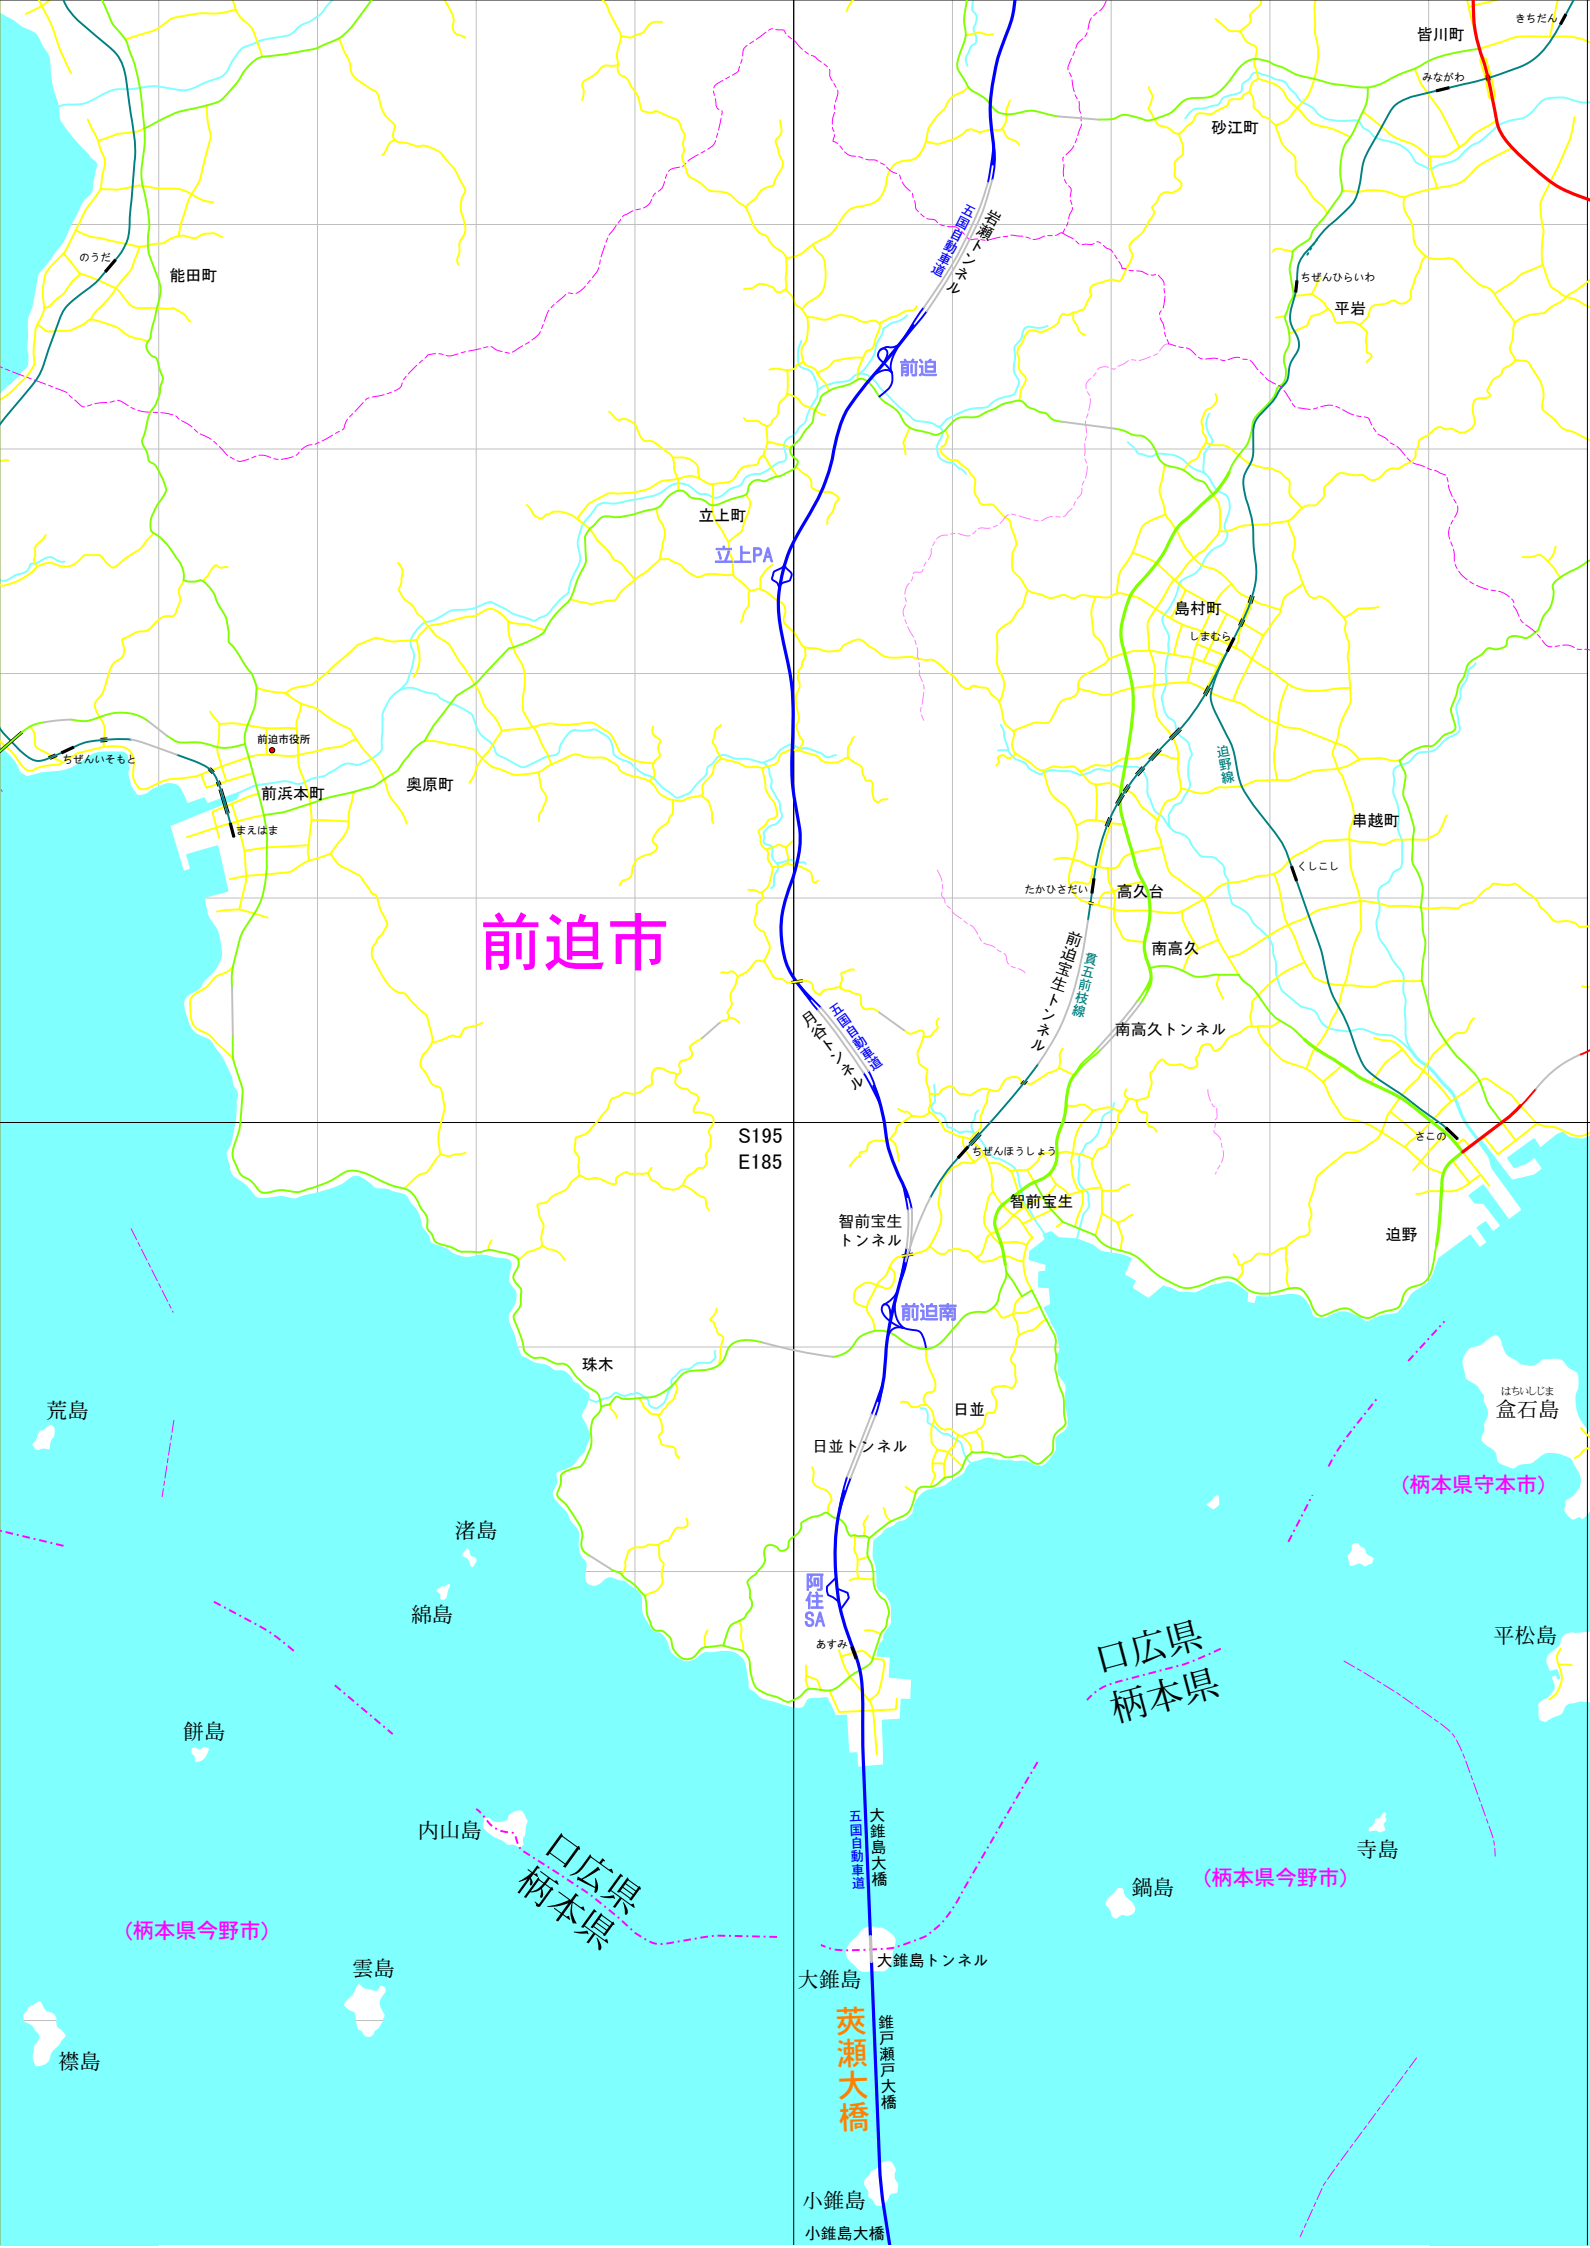 きちだん
皆川町
みながわ
砂江町
五国自動車道
岩瀬トンネル
のうだ
能田町
ちぜんひらいわ
平岩
前迫
立上町
立上PA
島村町
しまむら
前迫市役所
ちぜんいそもと
迫野線
奥原町
前浜本町
まえはま
串越町
くしこし
たかひさだい
高久台
前迫市
南高久
前迫宝生トンネル
貫五前枝線
月谷トンネル
五国自動車道
南高久トンネル
S195
E185
さこの
ちぜんほうしょう
智前宝生
智前宝生
トンネル
迫野
前迫南
珠木
はちいしじま
盒石島
日並
荒島
日並トンネル
(柄本県守本市)
渚島
綿島
阿住SA
あすみ
口広県
柄本県
平松島
餅島
内山島
口広県
柄本県
五国自動車道
大錐島大橋
寺島
(柄本県今野市)
鍋島
(柄本県今野市)
大錐島トンネル
雲島
大錐島
莢瀬大橋
錐戸瀬戸大橋
襟島
小錐島
小錐島大橋